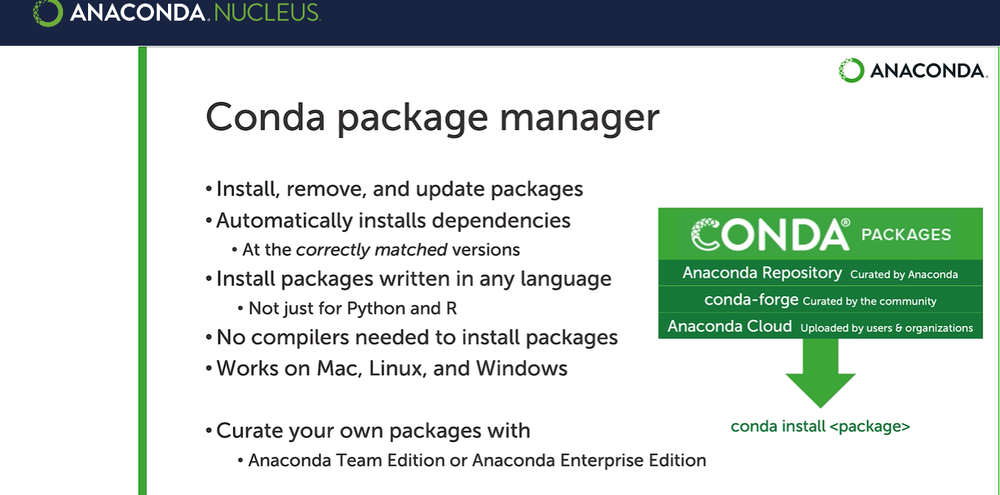 ANACONDA. NUCLEUS.
ANACONDA.
Conda package manager
• Install, remove, and update packages
• Automatically installs dependencies
• At the correctly matched versions
• Install packages written in any language
• Not just for Python and R
• No compilers needed to install packages
• Works on Mac, Linux, and Windows
• Curate your own packages with
• Anaconda Team Edition or Anaconda Enterprise Edition
CONDA® PACKAGES
Anaconda Repository Curated by Anaconda
conda-forge Curated by the community
Anaconda Cloud Uploaded by users & organizations
conda install <package>